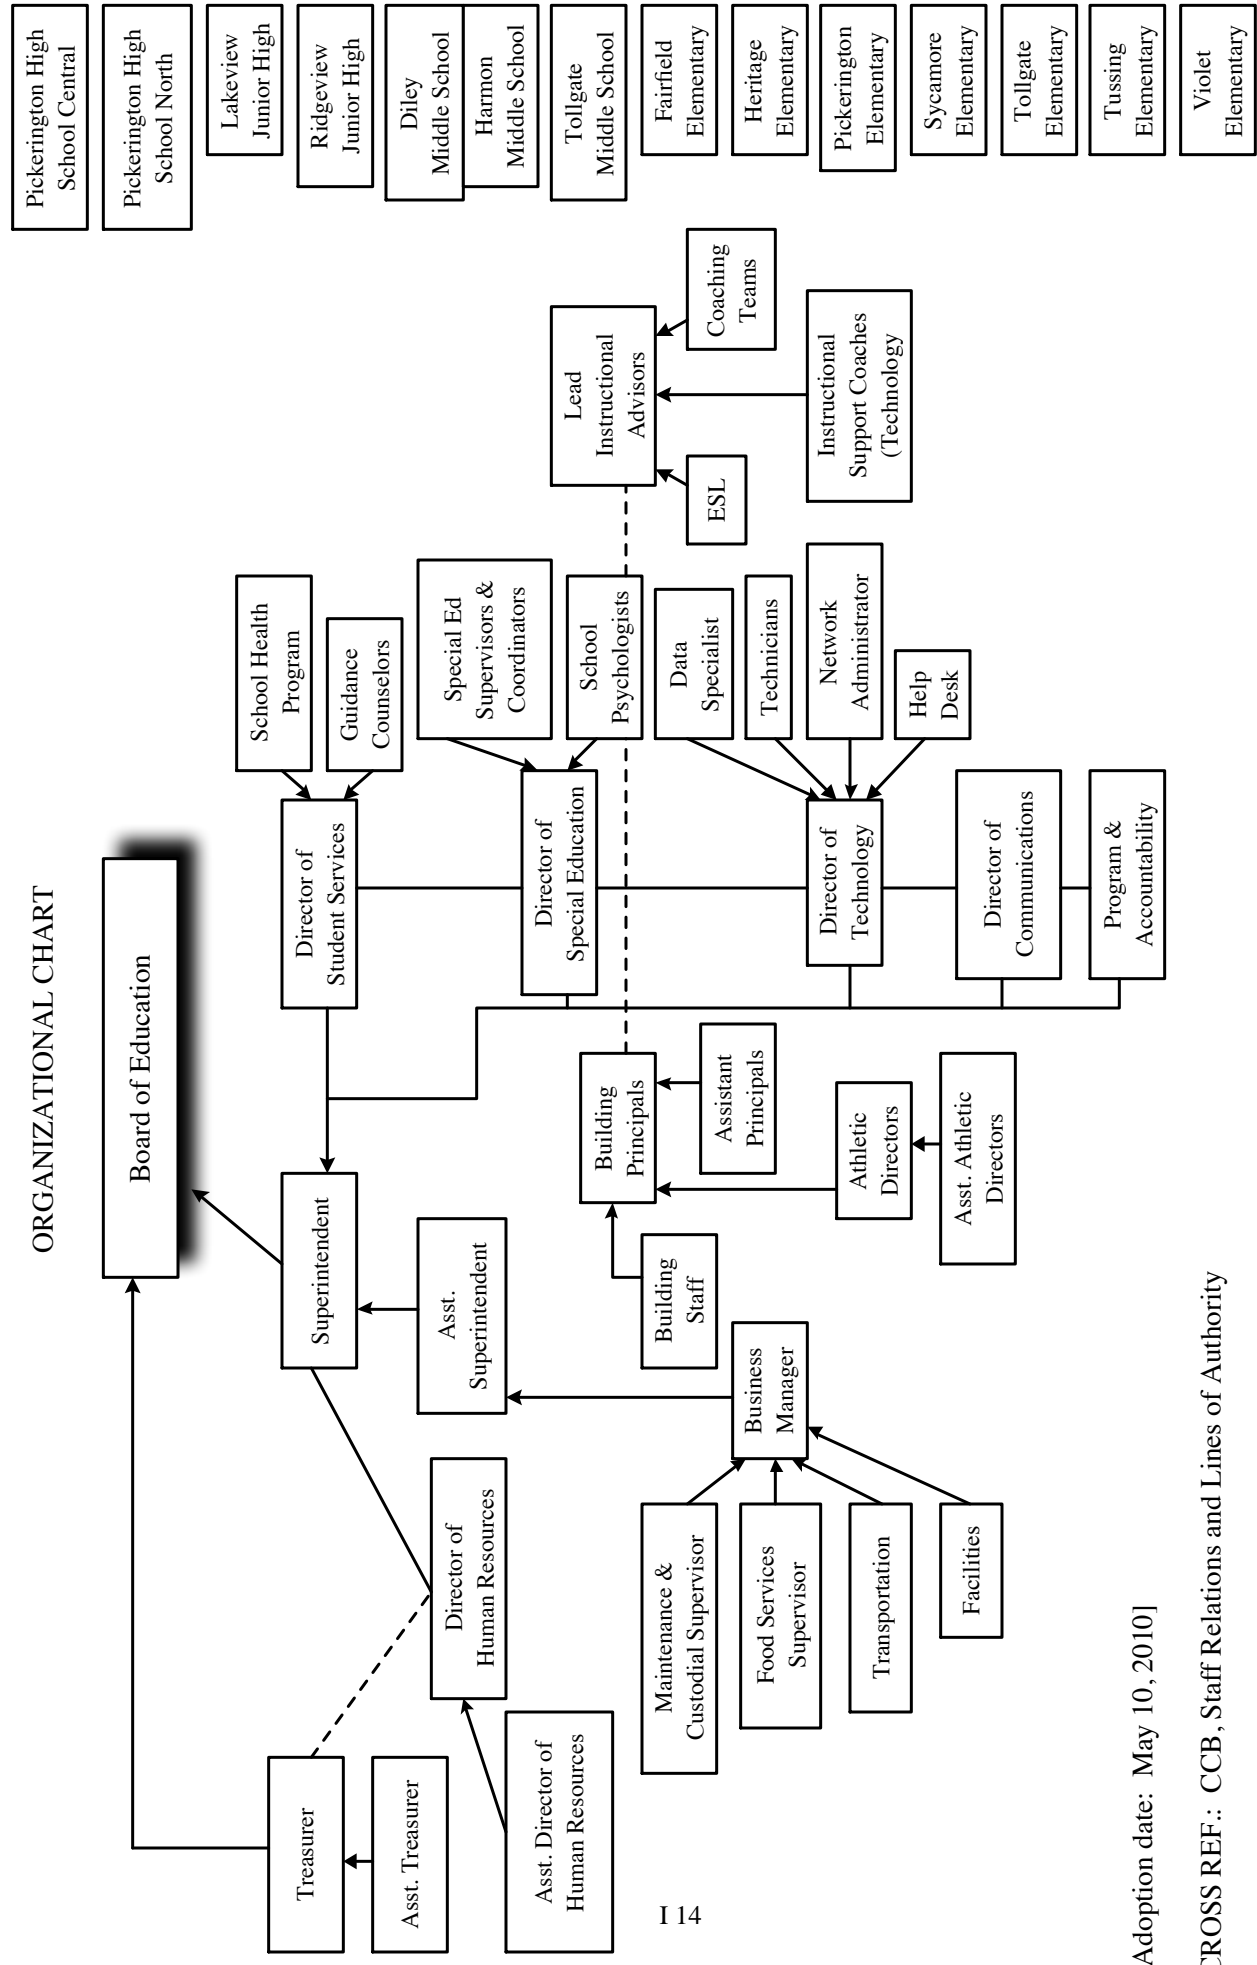 ORGANIZATIONAL CHART
Board of Education
Treasurer
Asst. Treasurer
Superintendent
Asst.
Superintendent
Director of
Human Resources
Asst. Director of
Human Resources
Business
Manager
Maintenance &
Custodial Supervisor
Food Services
Supervisor
Transportation
Facilities
Building
Principals
Building
Staff
Assistant
Principals
Athletic
Directors
Asst. Athletic
Directors
Director of
Student Services
School Health
Program
Guidance
Counselors
Director of
Special Education
Special Ed
Supervisors &
Coordinators
School
Psychologists
Director of
Technology
Data
Specialist
Technicians
Network
Administrator
Help
Desk
Director of
Communications
Program &
Accountability
Lead
Instructional
Advisors
ESL
Instructional
Support Coaches
(Technology
Coaching
Teams
Pickerington High
School Central
Pickerington High
School North
Lakeview
Junior High
Ridgeview
Junior High
Diley
Middle School
Harmon
Middle School
Tollgate
Middle School
Fairfield
Elementary
Heritage
Elementary
Pickerington
Elementary
Sycamore
Elementary
Tollgate
Elementary
Tussing
Elementary
Violet
Elementary
Adoption date: May 10, 2010]
CROSS REF.: CCB, Staff Relations and Lines of Authority
I 14